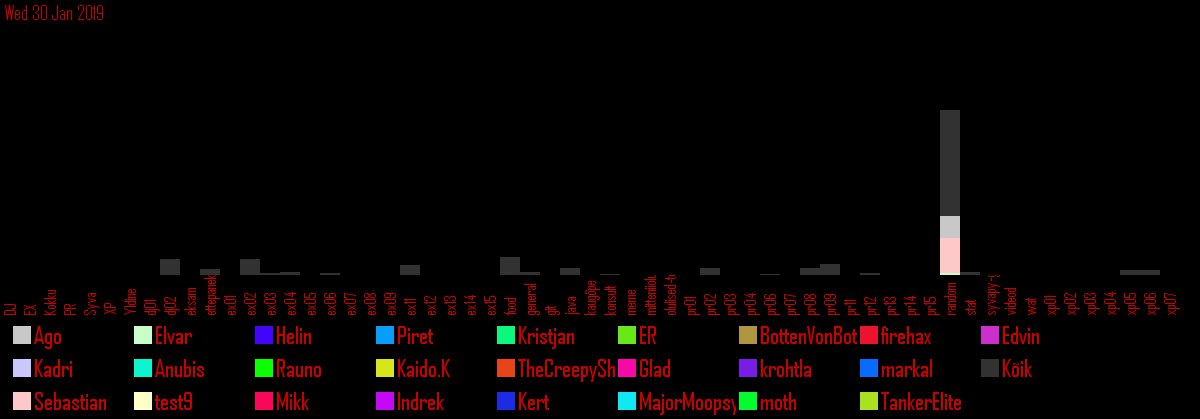 Wed 30 Jan 2019
DJ EX Kokku PR Syva XP Yldine dj01 dj02 eksam ettepanek ex01 ex02 ex03 ex04 ex05 ex06 ex07 ex08 ex09 ex11 ex12 ex13 ex14 ex15 food general git java kaugõpe konsult meme mitteniilol. olulised-h pr01 pr02 pr03 pr04 pr06 pr07 pr08 pr09 pr11 pr12 pr13 pr14 pr15 random stat videod wat xp01 xp02 xp03 xp04 xp05 xp06 xp07
Ago Elvar Helin Piret Kristjan ER BottenVonBot firehax Edvin
Kadri Anubis Rauno Kaido.K TheCreepySh Glad krohtla markal Kõik
Sebastian test9 Mikk Indrek Kert MajorMoopsy moth TankerElite